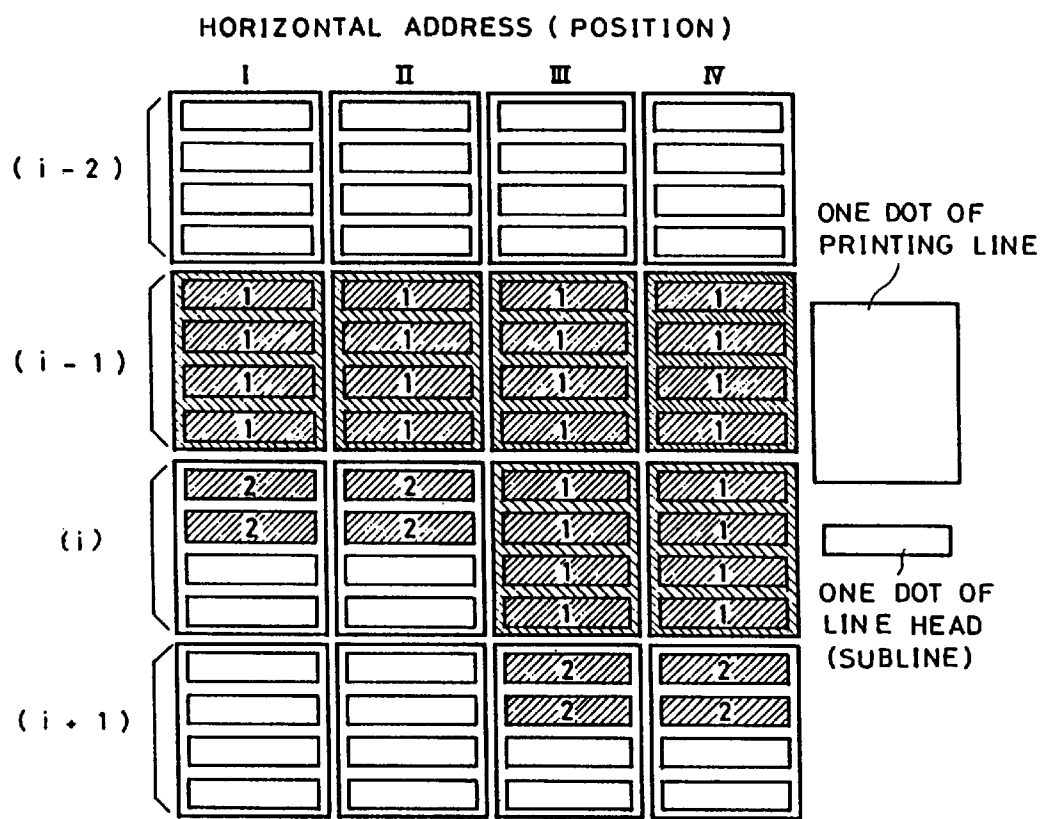 HORIZONTAL ADDRESS ( POSITION)
I II III IV
( i - 2 )
ONE DOT OF
PRINTING LINE
1 1 1 1
1 1 1 1
( i - 1 )
1 1 1 1
1 1 1 1
2 2 1 1
2 2 1 1
(i)
1 1
1 1
ONE DOT OF
LINE HEAD
(SUBLINE)
2 2
2 2
( i + 1 )